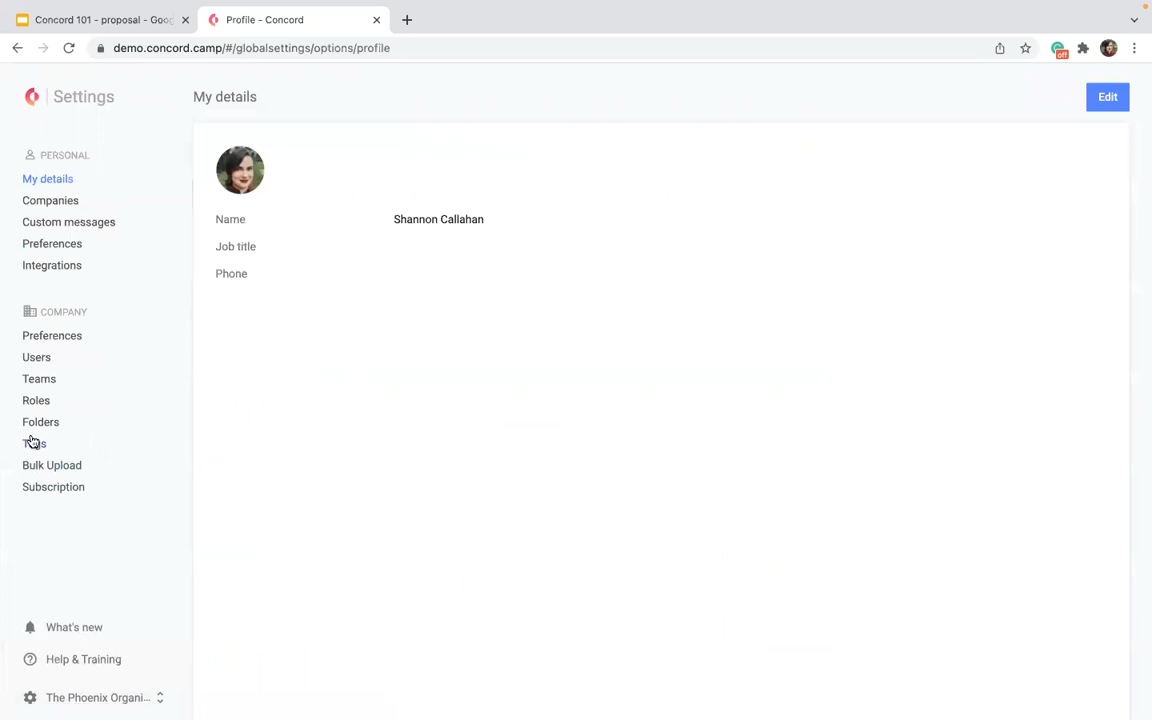 Concord 101 - proposal - Goog
Profile - Concord
demo.concord.camp/#/globalsettings/options/profile
off
Settings
My details
Edit
PERSONAL
My details
Companies
Custom messages
Preferences
Integrations
Name
Shannon Callahan
Job title
Phone
COMPANY
Preferences
Users
Teams
Roles
Folders
Bulk Upload
Subscription
What's new
Help & Training
The Phoenix Organi...